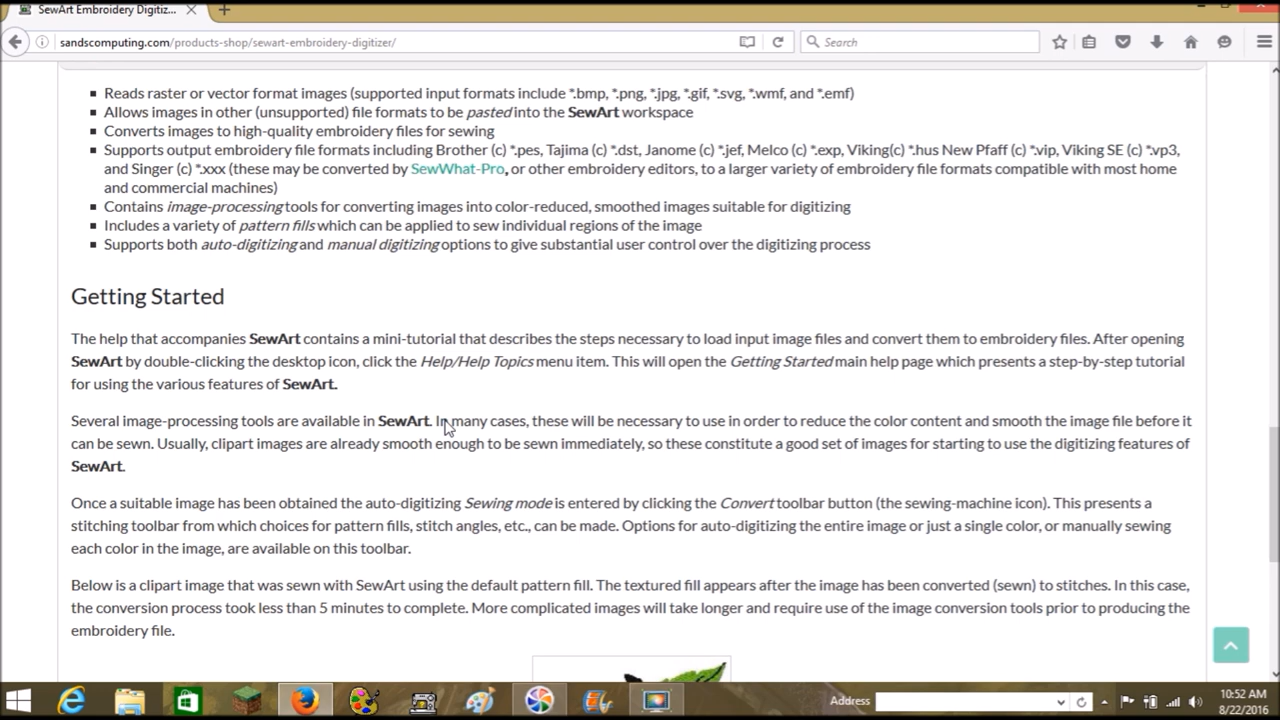 SewArt Embroidery Digitiz...
sandscomputing.com/products-shop/sewart-embroidery-digitizer/
Search
Reads raster or vector format images (supported input formats include *.bmp, *.png, *.jpg, *.gif, *.svg, *.wmf, and *.emf)
Allows images in other (unsupported) file formats to be pasted into the SewArt workspace
Converts images to high-quality embroidery files for sewing
Supports output embroidery file formats including Brother (c) *.pes, Tajima (c) *.dst, Janome (c) *.jef, Melco (c) *.exp, Viking(c) *.hus New Pfaff (c) *.vip, Viking SE (c) *.vp3,
and Singer (c) *.xxx (these may be converted by SewWhat-Pro, or other embroidery editors, to a larger variety of embroidery file formats compatible with most home
and commercial machines)
Contains image-processing tools for converting images into color-reduced, smoothed images suitable for digitizing
Includes a variety of pattern fills which can be applied to sew individual regions of the image
Supports both auto-digitizing and manual digitizing options to give substantial user control over the digitizing process
Getting Started
The help that accompanies SewArt contains a mini-tutorial that describes the steps necessary to load input image files and convert them to embroidery files. After opening
SewArt by double-clicking the desktop icon, click the Help/Help Topics menu item. This will open the Getting Started main help page which presents a step-by-step tutorial
for using the various features of SewArt.
Several image-processing tools are available in SewArt. In many cases, these will be necessary to use in order to reduce the color content and smooth the image file before it
can be sewn. Usually, clipart images are already smooth enough to be sewn immediately, so these constitute a good set of images for starting to use the digitizing features of
SewArt.
Once a suitable image has been obtained the auto-digitizing Sewing mode is entered by clicking the Convert toolbar button (the sewing-machine icon). This presents a
stitching toolbar from which choices for pattern fills, stitch angles, etc., can be made. Options for auto-digitizing the entire image or just a single color, or manually sewing
each color in the image, are available on this toolbar.
Below is a clipart image that was sewn with SewArt using the default pattern fill. The textured fill appears after the image has been converted (sewn) to stitches. In this case,
the conversion process took less than 5 minutes to complete. More complicated images will take longer and require use of the image conversion tools prior to producing the
embroidery file.
Address
10:52 AM
8/22/2016